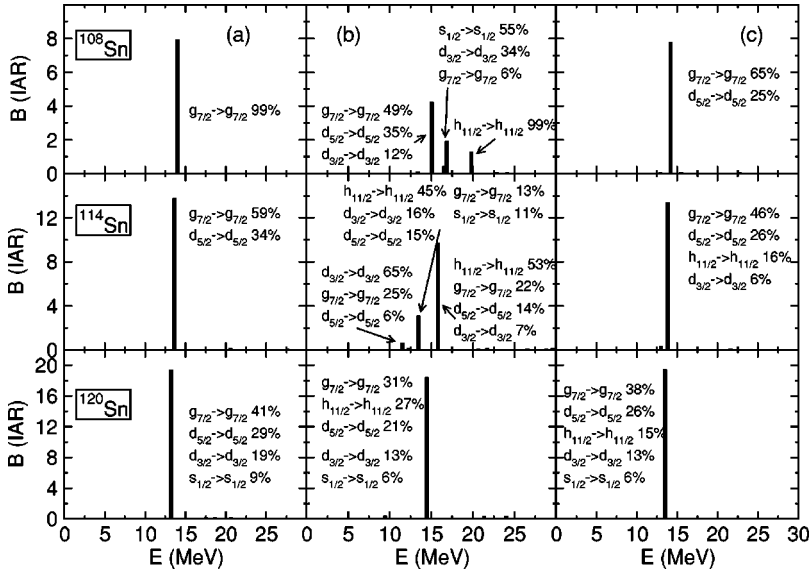 (a)
(b)
(c)
B (IAR)
8
6
4
2
0
¹⁰⁸Sn
g₇/₂->g₇/₂ 99%
s₁/₂->s₁/₂ 55%
d₃/₂->d₃/₂ 34%
g₇/₂->g₇/₂ 6%
g₇/₂->g₇/₂ 49%
d₅/₂->d₅/₂ 35%
d₃/₂->d₃/₂ 12%
h₁₁/₂->h₁₁/₂ 99%
g₇/₂->g₇/₂ 65%
d₅/₂->d₅/₂ 25%
B (IAR)
12
8
4
0
¹¹⁴Sn
g₇/₂->g₇/₂ 59%
d₅/₂->d₅/₂ 34%
h₁₁/₂->h₁₁/₂ 45%
d₃/₂->d₃/₂ 16%
d₅/₂->d₅/₂ 15%
g₇/₂->g₇/₂ 13%
s₁/₂->s₁/₂ 11%
d₃/₂->d₃/₂ 65%
g₇/₂->g₇/₂ 25%
d₅/₂->d₅/₂ 6%
h₁₁/₂->h₁₁/₂ 53%
g₇/₂->g₇/₂ 22%
d₅/₂->d₅/₂ 14%
d₃/₂->d₃/₂ 7%
g₇/₂->g₇/₂ 46%
d₅/₂->d₅/₂ 26%
h₁₁/₂->h₁₁/₂ 16%
d₃/₂->d₃/₂ 6%
B (IAR)
20
16
12
8
4
0
¹²⁰Sn
g₇/₂->g₇/₂ 41%
d₅/₂->d₅/₂ 29%
d₃/₂->d₃/₂ 19%
s₁/₂->s₁/₂ 9%
g₇/₂->g₇/₂ 31%
h₁₁/₂->h₁₁/₂ 27%
d₅/₂->d₅/₂ 21%
d₃/₂->d₃/₂ 13%
s₁/₂->s₁/₂ 6%
g₇/₂->g₇/₂ 38%
d₅/₂->d₅/₂ 26%
h₁₁/₂->h₁₁/₂ 15%
d₃/₂->d₃/₂ 13%
s₁/₂->s₁/₂ 6%
0 5 10 15 20 25 0 5 10 15 20 25 0 5 10 15 20 25 30
E (MeV) E (MeV) E (MeV)